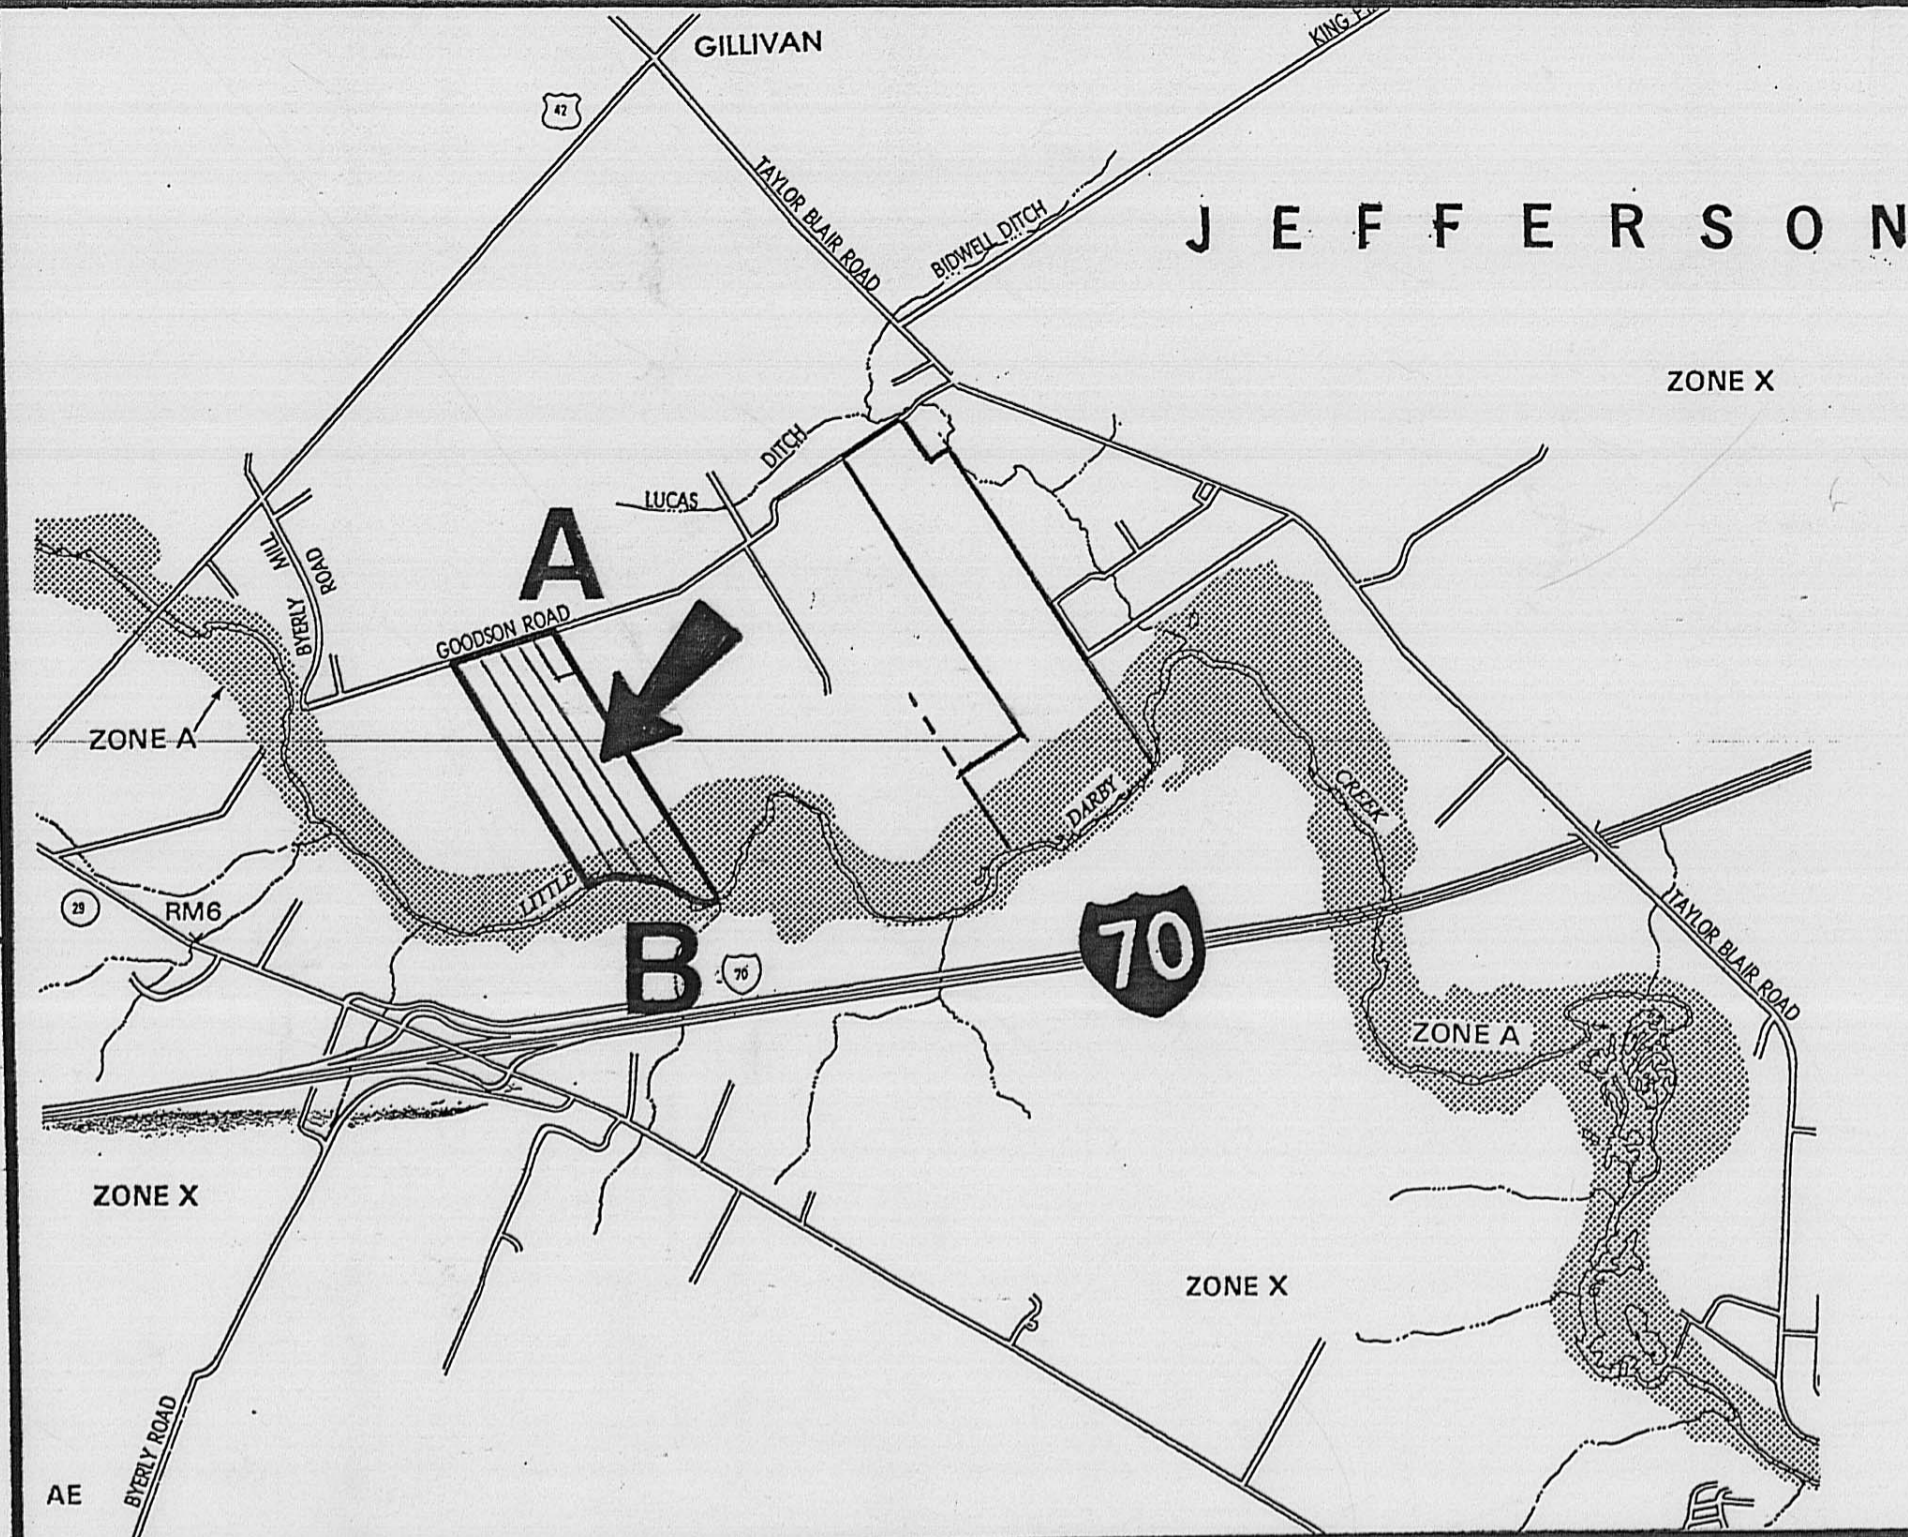 GILLIVAN
42
KING
TAYLOR BLAIR ROAD
BIDWELL DITCH
JEFFERSON
ZONE X
LUCAS DITCH
A
BYERLY MILL ROAD
GOODSON ROAD
ZONE A
LITTLE DARBY CREEK
29
RM6
B
70
70
TAYLOR BLAIR ROAD
ZONE A
ZONE X
ZONE X
BYERLY ROAD
AE